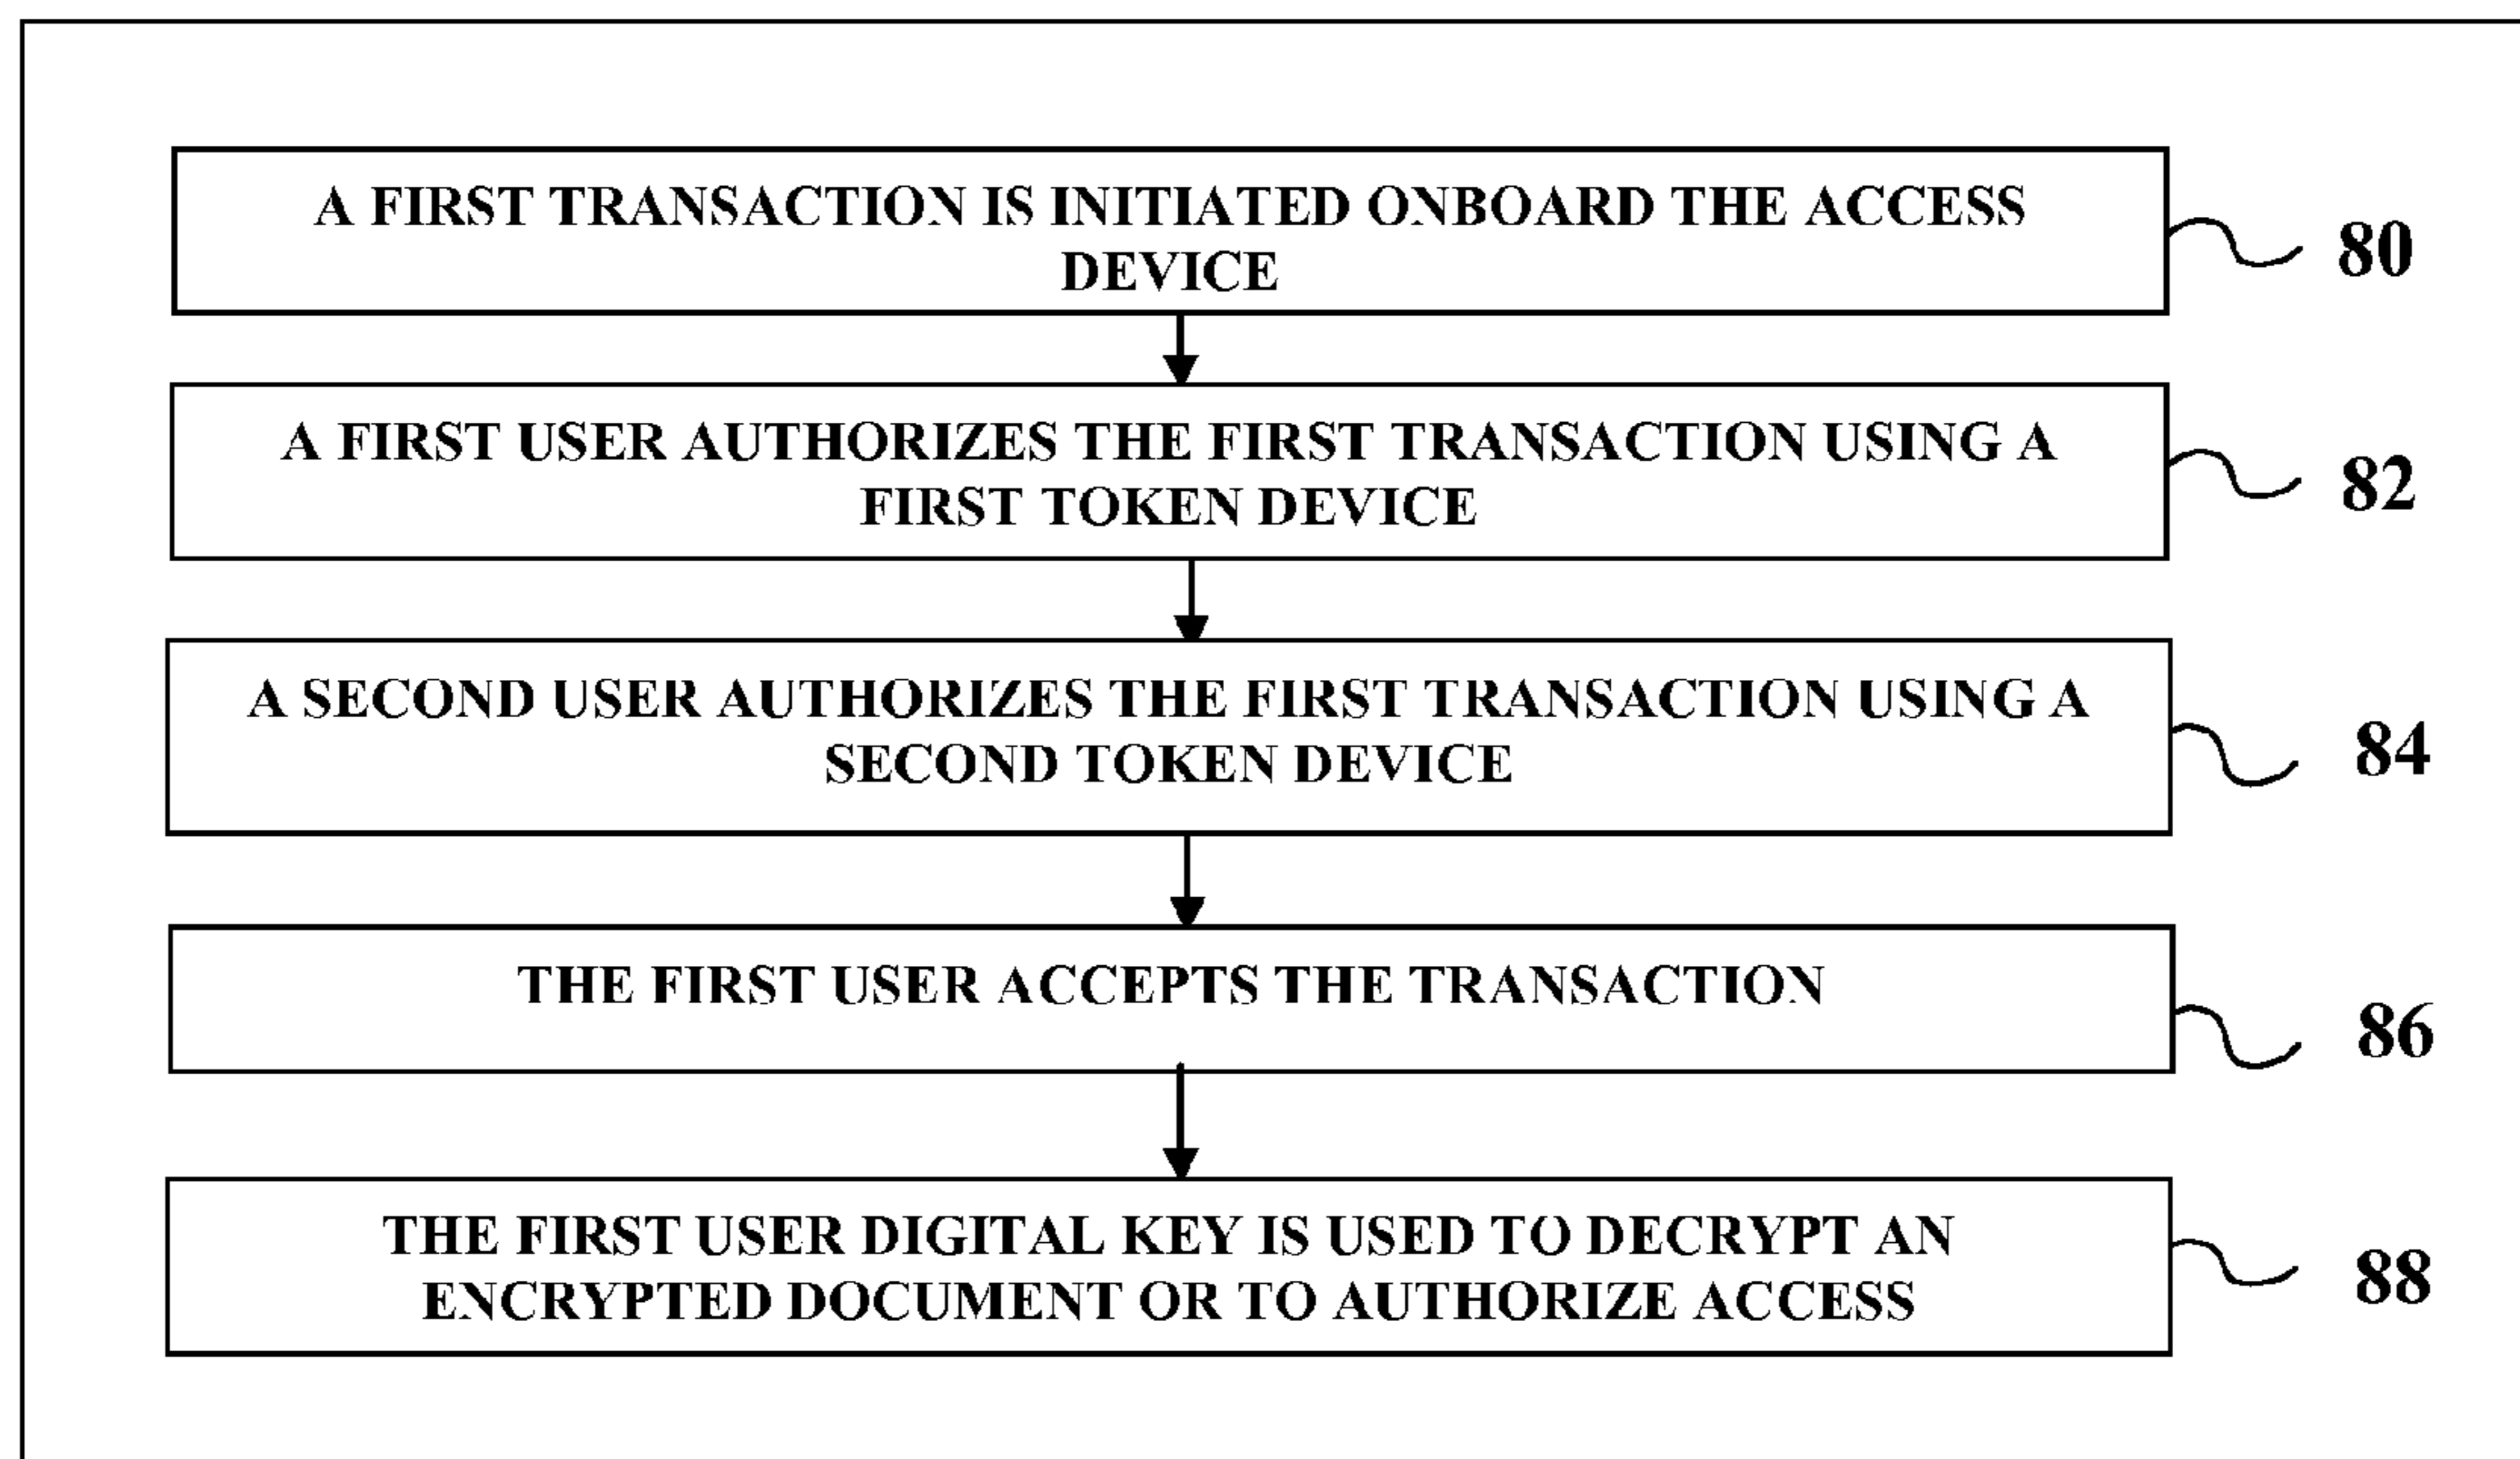 A FIRST TRANSACTION IS INITIATED ONBOARD THE ACCESS
DEVICE
80
A FIRST USER AUTHORIZES THE FIRST TRANSACTION USING A
FIRST TOKEN DEVICE
82
A SECOND USER AUTHORIZES THE FIRST TRANSACTION USING A
SECOND TOKEN DEVICE
84
THE FIRST USER ACCEPTS THE TRANSACTION
86
THE FIRST USER DIGITAL KEY IS USED TO DECRYPT AN
ENCRYPTED DOCUMENT OR TO AUTHORIZE ACCESS
88